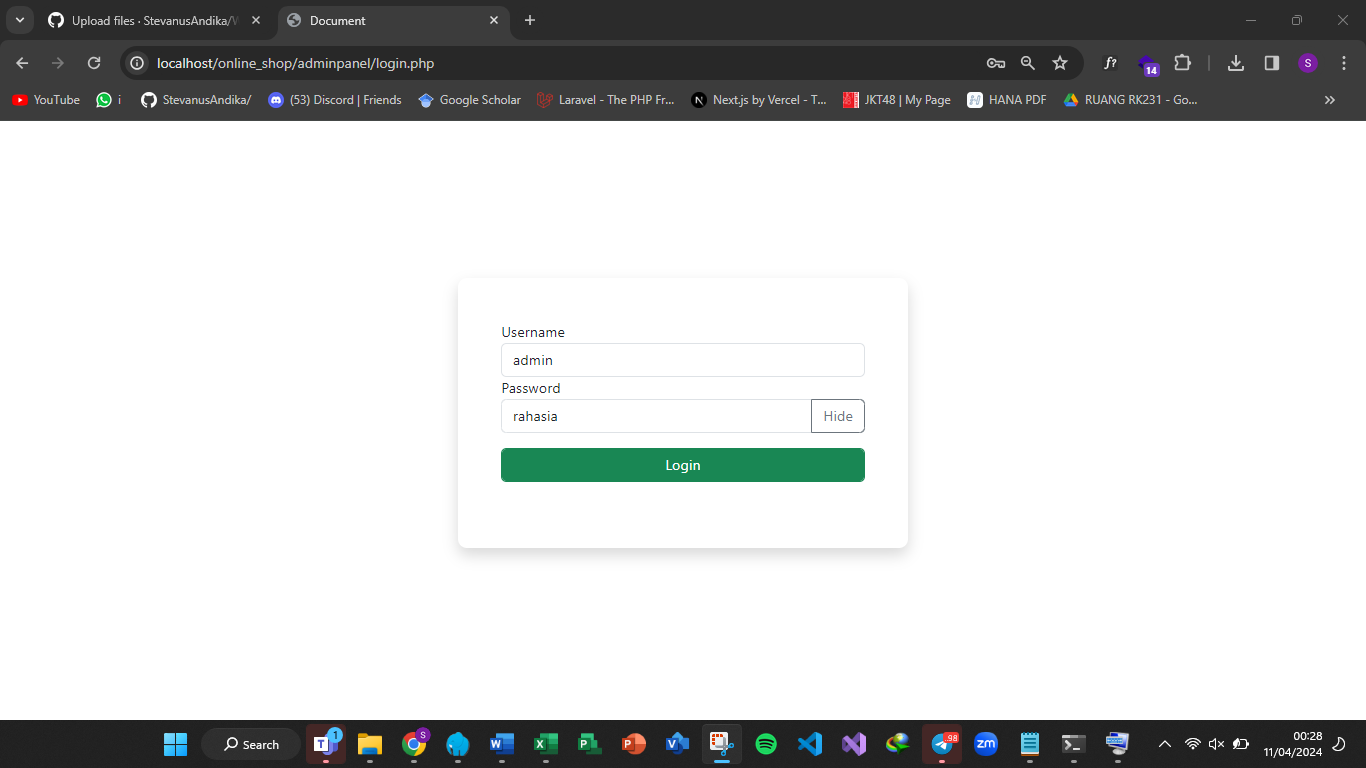 Upload files · StevanusAndika/W
Document
localhost/online_shop/adminpanel/login.php
f?
14
S
YouTube
i
StevanusAndika/
(53) Discord | Friends
Google Scholar
Laravel - The PHP Fr...
N
Next.js by Vercel - T...
JKT48 | My Page
HANA PDF
RUANG RK231 - Go...
Username
admin
Password
rahasia
Hide
Login
Search
T
1
S
W
X
P
P
V
98
zm
00:28
11/04/2024